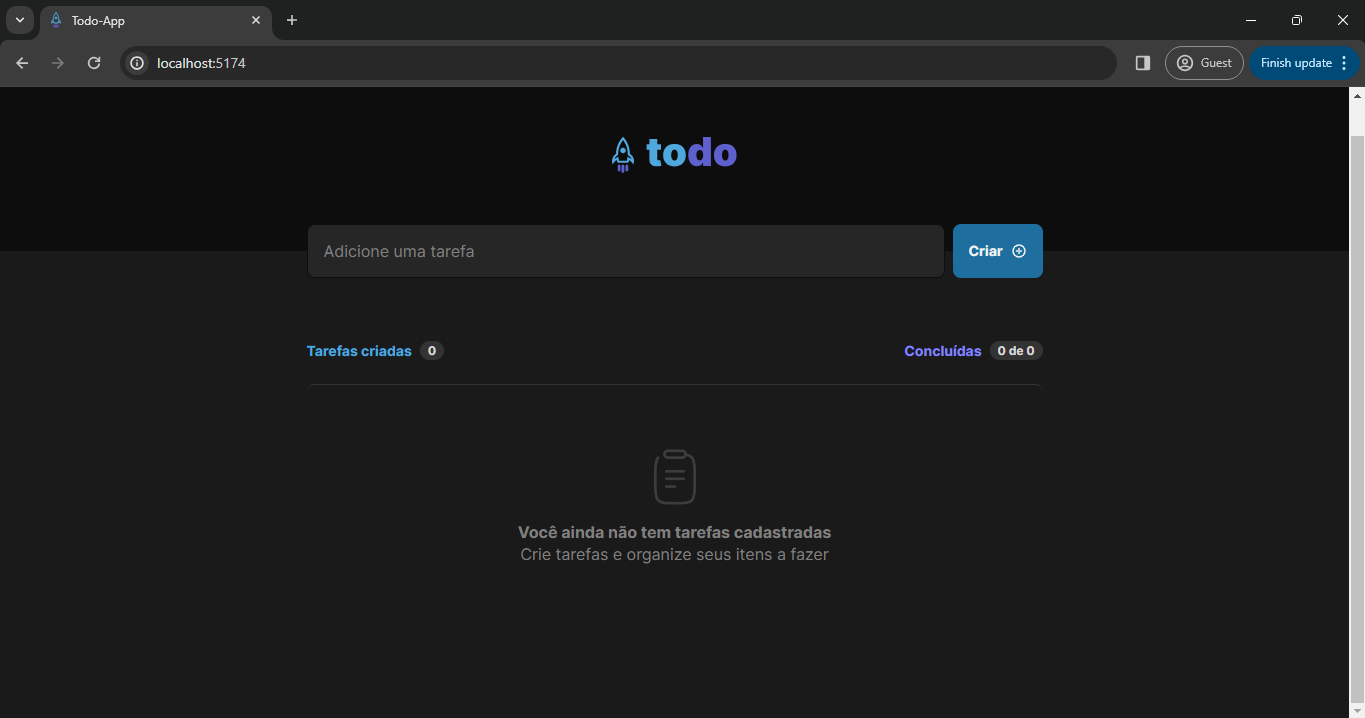 Todo-App
localhost:5174
Guest
Finish update
todo
Adicione uma tarefa
Criar
Tarefas criadas 0
Concluídas 0 de 0
Você ainda não tem tarefas cadastradas
Crie tarefas e organize seus itens a fazer